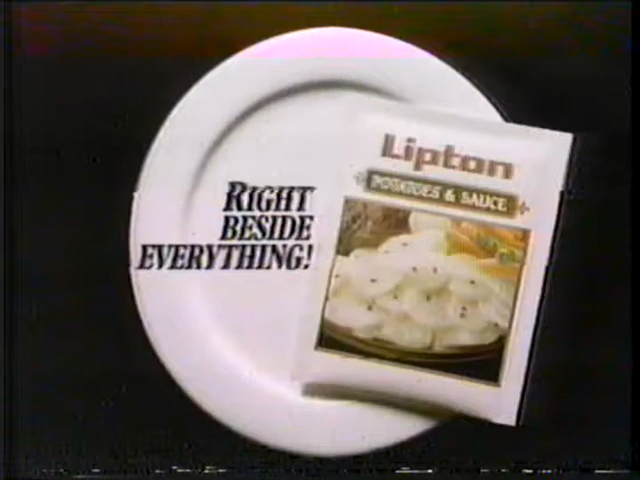 RIGHT
BESIDE
EVERYTHING!
Lipton
POTATOES & SAUCE